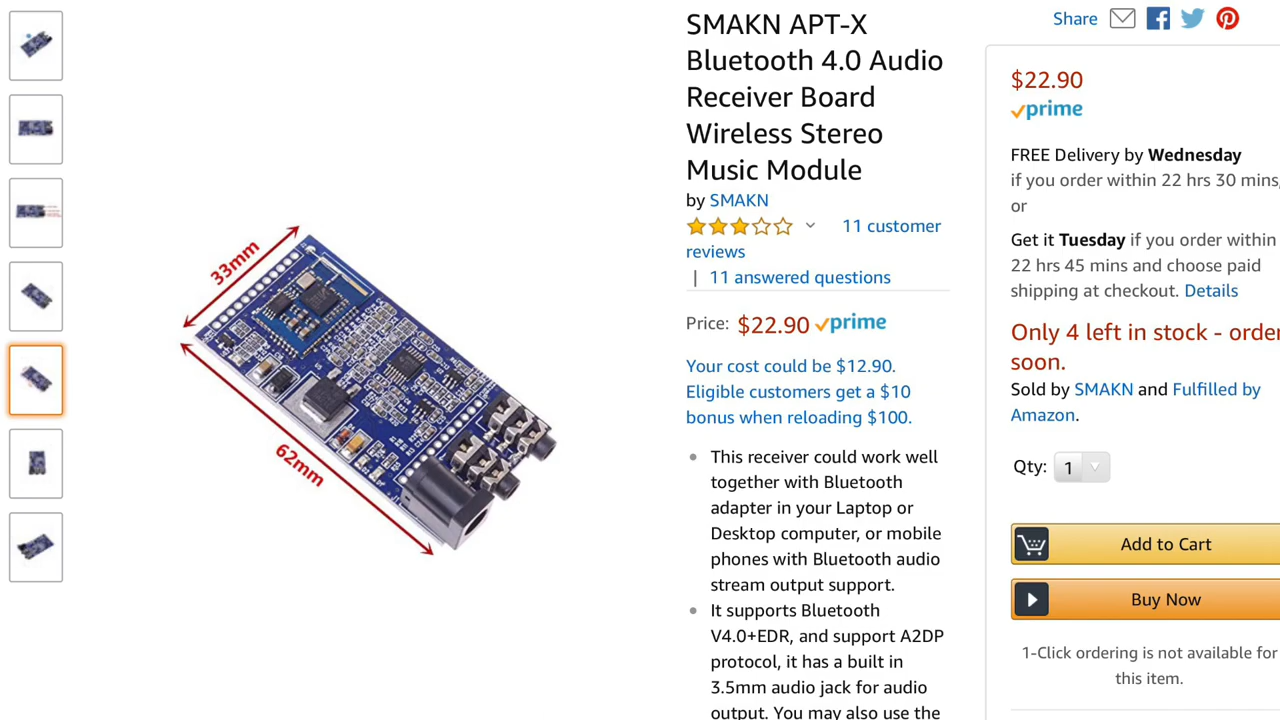 33mm
62mm
SMAKN APT-X
Bluetooth 4.0 Audio
Receiver Board
Wireless Stereo
Music Module
by SMAKN
11 customer
reviews
| 11 answered questions
Price: $22.90 prime
Your cost could be $12.90.
Eligible customers get a $10
bonus when reloading $100.
This receiver could work well
together with Bluetooth
adapter in your Laptop or
Desktop computer, or mobile
phones with Bluetooth audio
stream output support.
It supports Bluetooth
V4.0+EDR, and support A2DP
protocol, it has a built in
3.5mm audio jack for audio
output. You may also use the
Share
$22.90
prime
FREE Delivery by Wednesday
if you order within 22 hrs 30 mins,
or
Get it Tuesday if you order within
22 hrs 45 mins and choose paid
shipping at checkout. Details
Only 4 left in stock - order
soon.
Sold by SMAKN and Fulfilled by
Amazon.
Qty: 1
Add to Cart
Buy Now
1-Click ordering is not available for
this item.